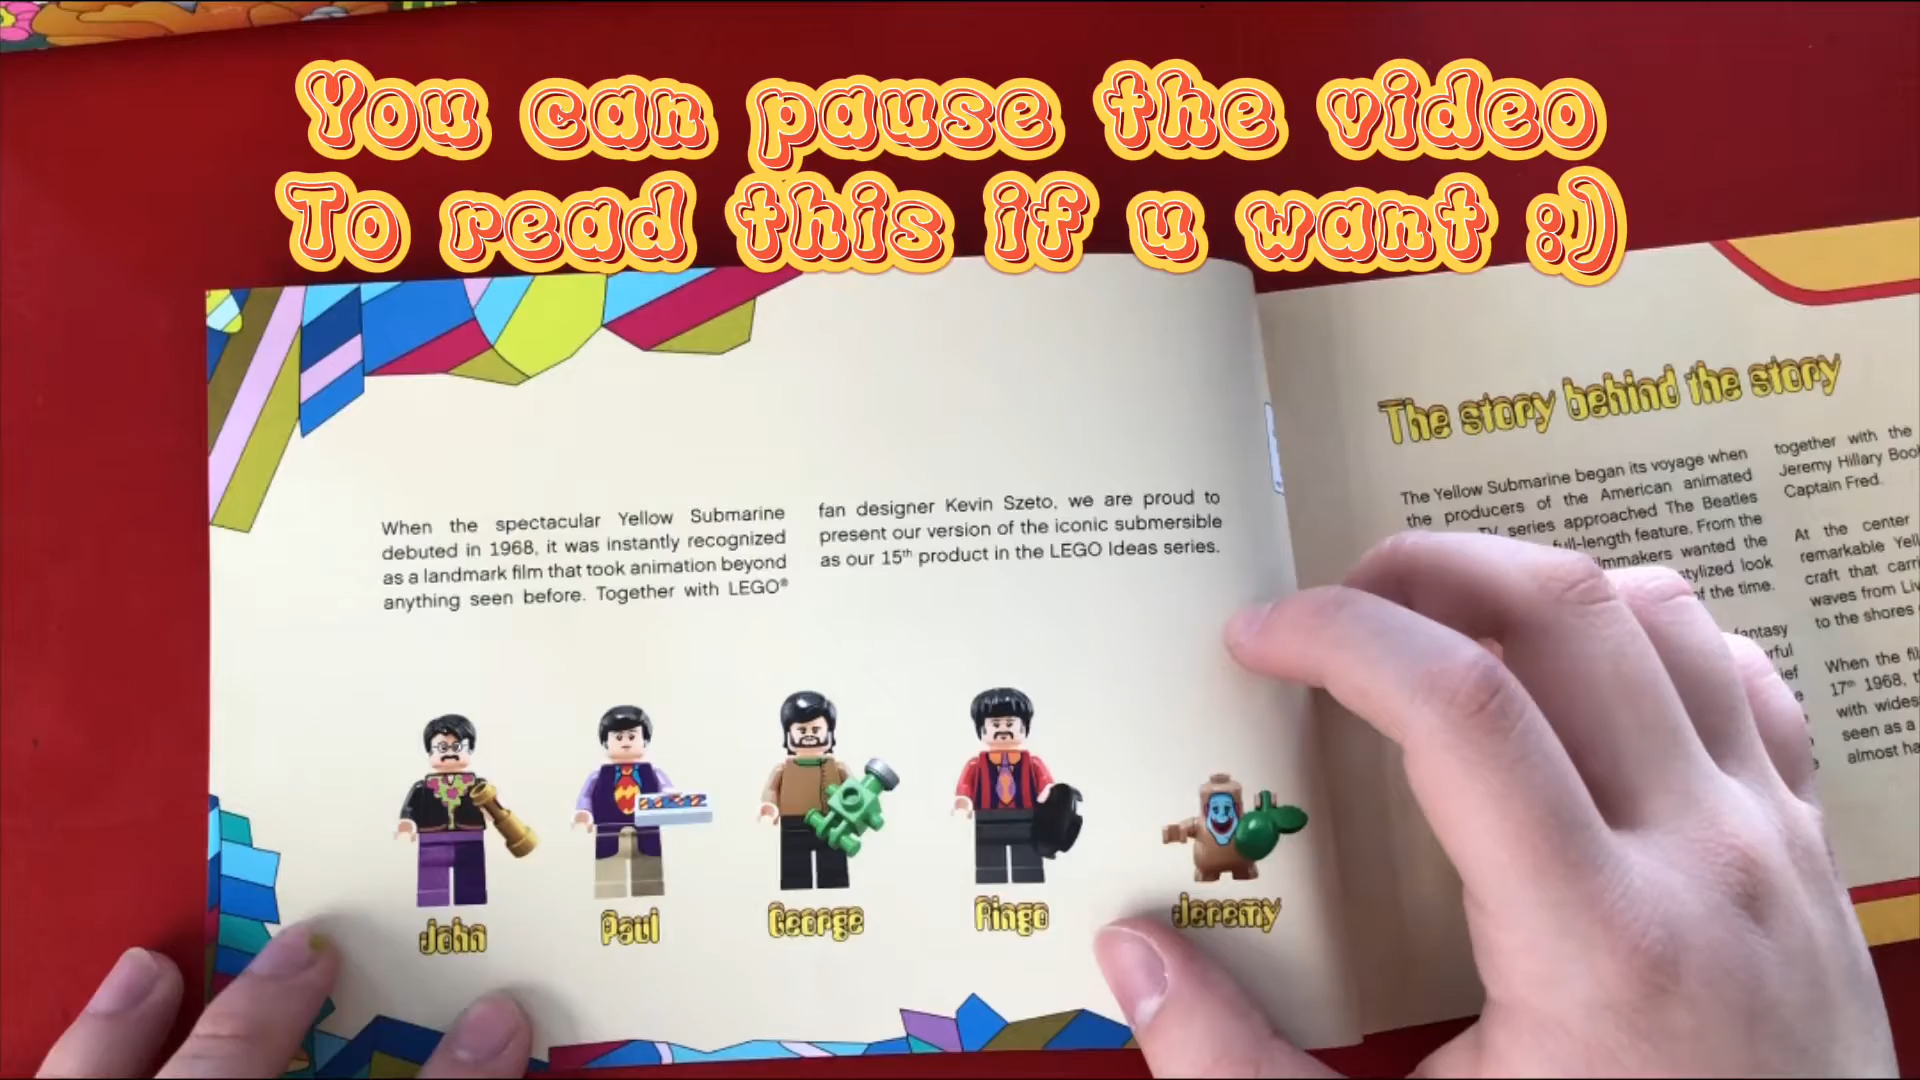 You can pause the video
To read this if u want :)
When the spectacular Yellow Submarine
debuted in 1968, it was instantly recognized
as a landmark film that took animation beyond
anything seen before. Together with LEGO®
fan designer Kevin Szeto, we are proud to
present our version of the iconic submersible
as our 15th product in the LEGO Ideas series.
John
Paul
George
Ringo
Jeremy
The story behind the story
The Yellow Submarine began its voyage when
the producers of the American animated
TV series approached The Beatles
full-length feature. From the
wanted the
stylized look
of the time.
fantasy
together with the
Jeremy Hillary
Captain Fred.
At the center
remarkable
craft that
waves from
to the shores
When the
17th 1968,
with
seen as a
almost